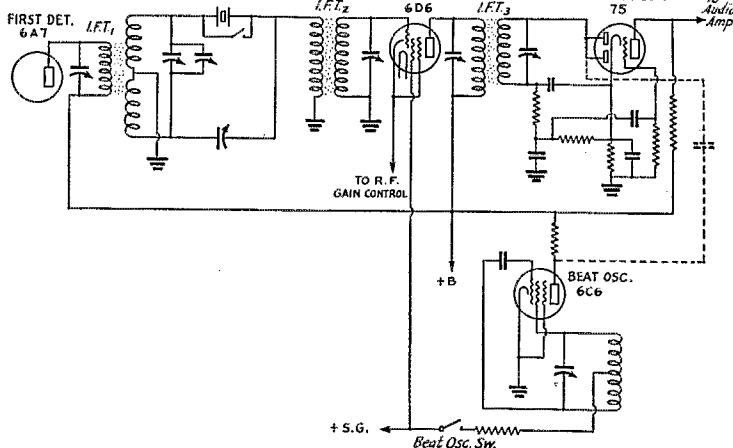 FIRST DET.
6A7
I.F.T.1
I.F.T.2
6D6
I.F.T.3
75
Audio
Amp
TO R.F.
GAIN CONTROL
+B
BEAT OSC.
6C6
+ S.G.
Beat Osc. Sw.